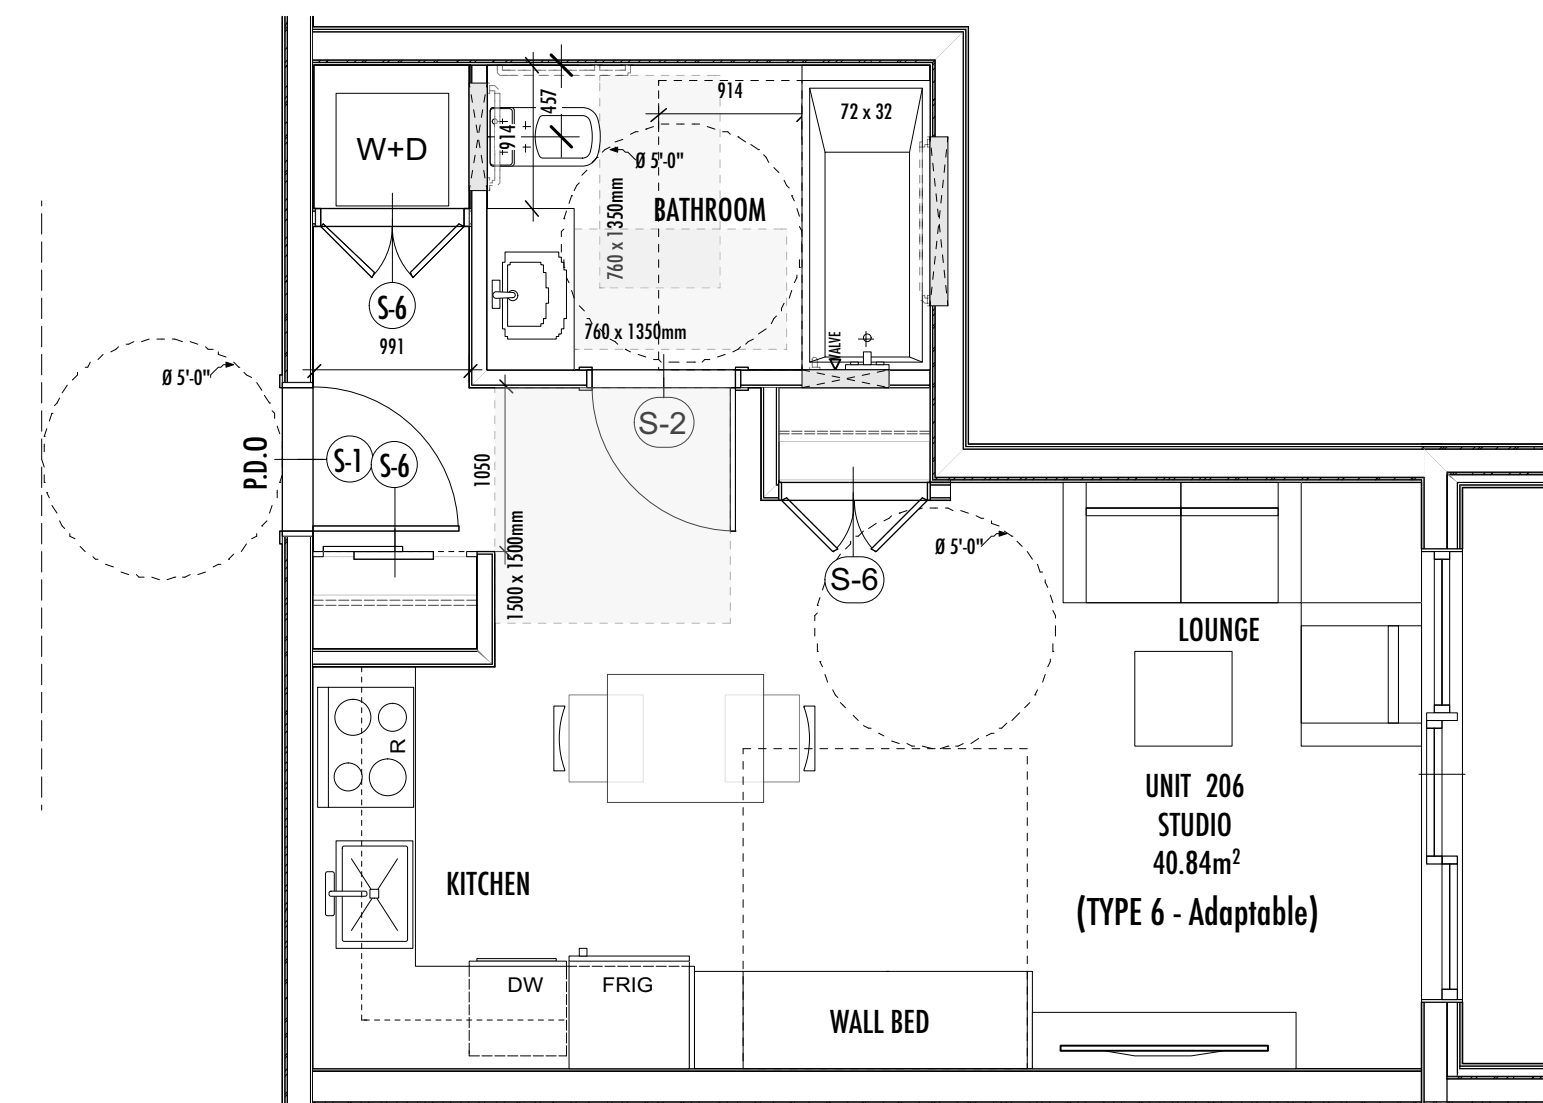 914
72 x 32
457
914
W+D
Ø 5'-0"
BATHROOM
760 x 1350mm
S-6
760 x 1350mm
VALVE
991
Ø 5'-0"
S-2
P.D.O
S-1
S-6
1050
1500 x 1500mm
Ø 5'-0"
S-6
LOUNGE
R
UNIT 206
STUDIO
40.84m²
(TYPE 6 - Adaptable)
KITCHEN
DW
FRIG
WALL BED